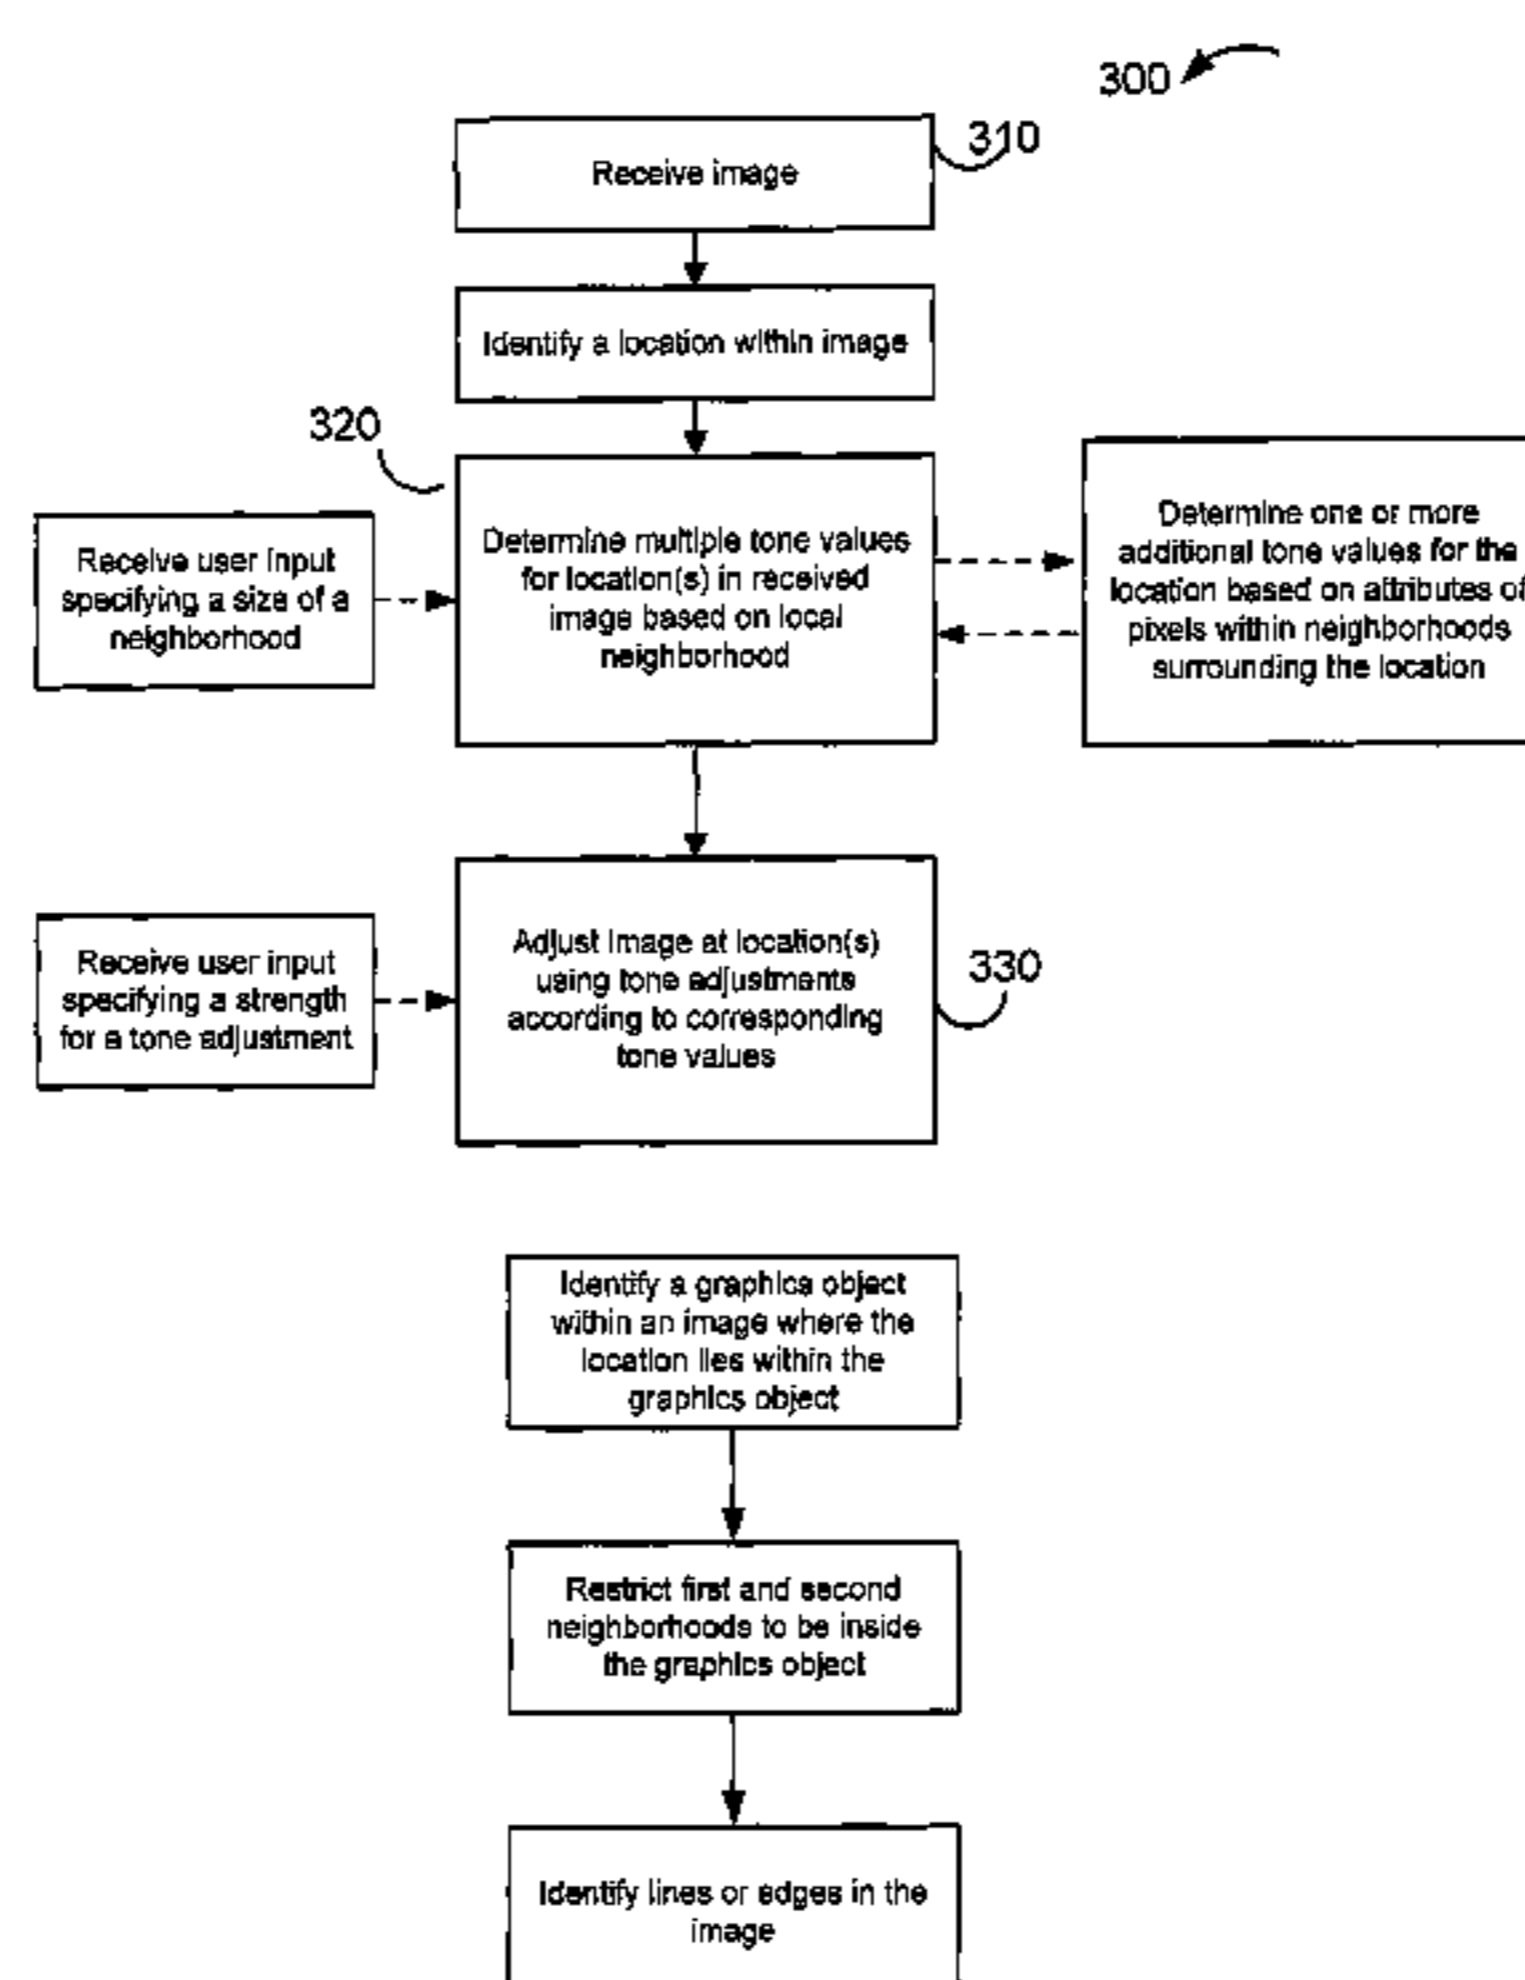 300
310
Receive image
Identify a location within image
320
Receive user input
specifying a size of a
neighborhood
Determine multiple tone values
for location(s) in received
image based on local
neighborhood
Determine one or more
additional tone values for the
location based on attributes of
pixels within neighborhoods
surrounding the location
Receive user input
specifying a strength
for a tone adjustment
Adjust image at location(s)
using tone adjustments
according to corresponding
tone values
330
Identify a graphics object
within an image where the
location lies within the
graphics object
Restrict first and second
neighborhoods to be inside
the graphics object
Identify lines or edges in the
image